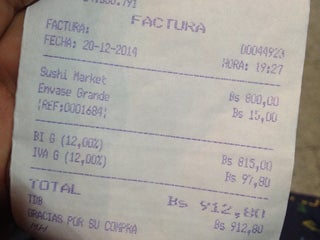 FACTURA
FACTURA: 00044923
FECHA: 20-12-2014 HORA: 19:27
Sushi Market Bs 800,00
Emvase Grande Bs 15,00
(REF:0001684)
BI G (12,00%) Bs 815,00
IVA G (12,00%) Bs 97,80
TOTAL Bs 912,80
TDB Bs 912,80
GRACIAS POR SU COMPRA
MH